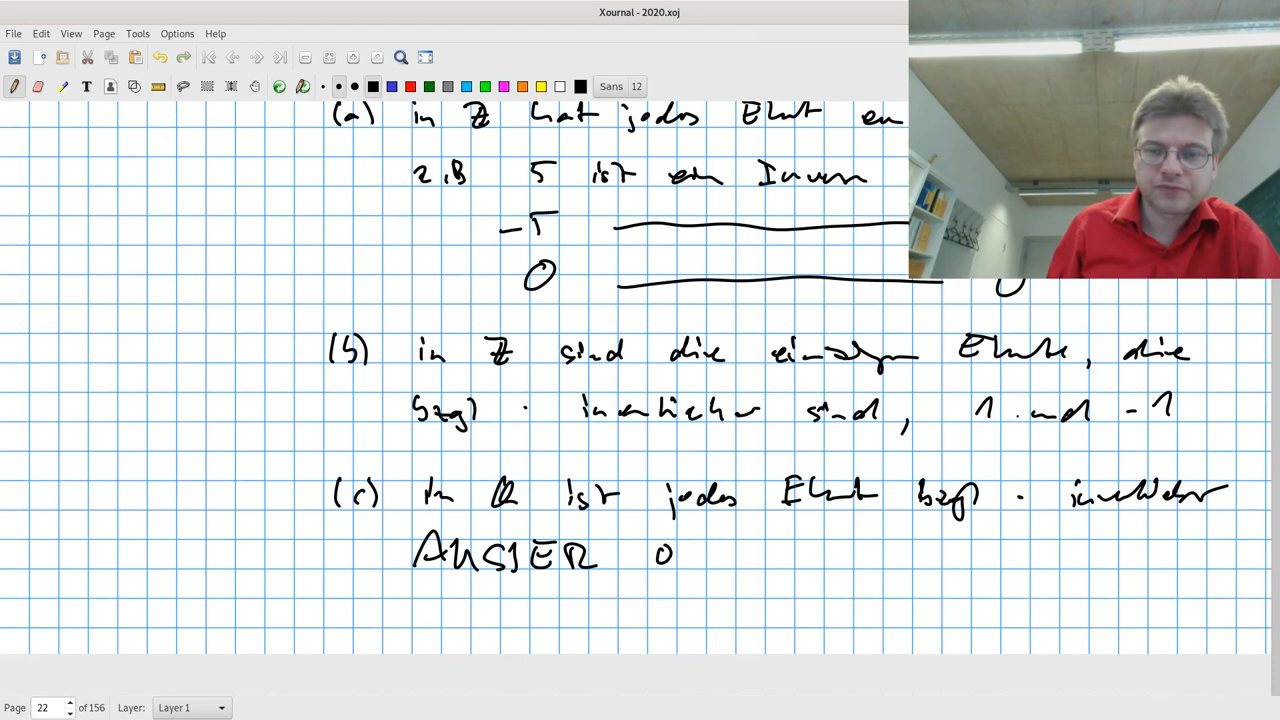 Xournal - 2020.xoj
File Edit View Page Tools Options Help
Sans 12
(a) in ℤ hat jedes Elmt ein
z.B 5 ist ein Invers
-5
0 0
(b) in ℤ sind die einzigen Elmte, die
bzgl · invertierbar sind, 1 und -1
(c) In ℚ ist jedes Elmt bzgl · invertierbar
AUSSER 0
Page 22 of 156 Layer: Layer 1